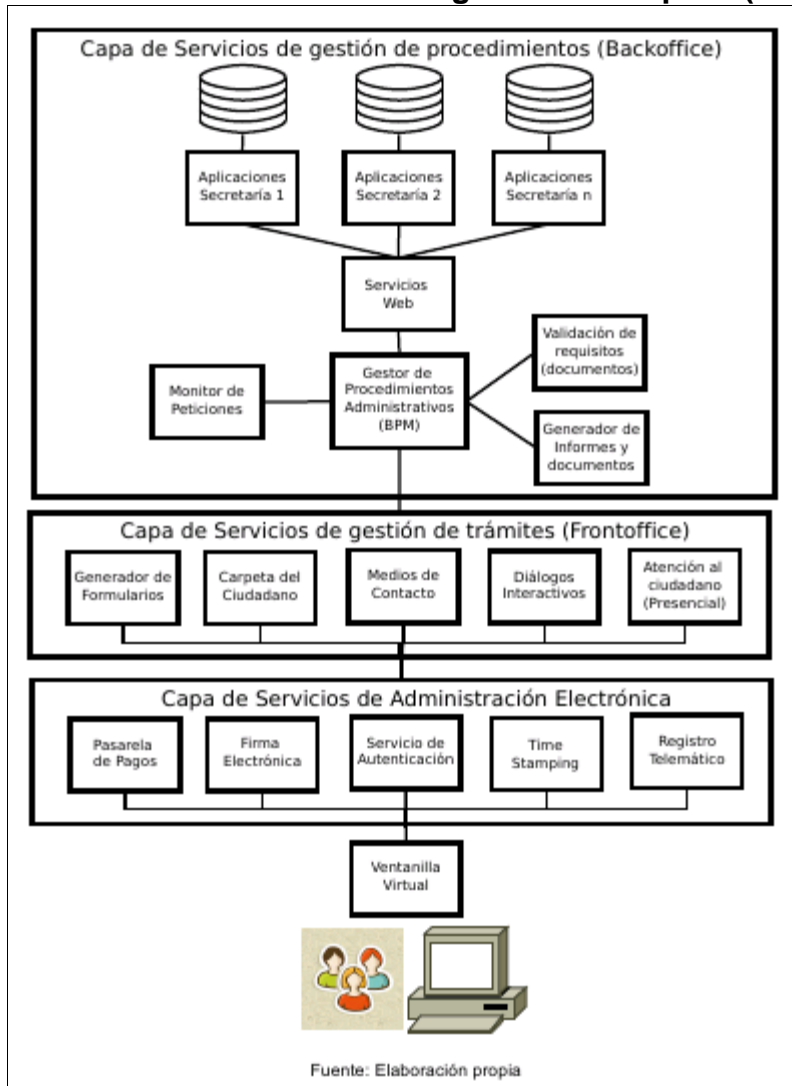 Capa de Servicios de gestión de procedimientos (Backoffice)
Aplicaciones
Secretaría 1
Aplicaciones
Secretaría 2
Aplicaciones
Secretaría n
Servicios
Web
Validación de
requisitos
(documentos)
Monitor de
Peticiones
Gestor de
Procedimientos
Administrativos
(BPM)
Generador de
Informes y
documentos
Capa de Servicios de gestión de trámites (Frontoffice)
Generador de
Formularios
Carpeta del
Ciudadano
Medios de
Contacto
Diálogos
Interactivos
Atención al
ciudadano
(Presencial)
Capa de Servicios de Administración Electrónica
Pasarela
de Pagos
Firma
Electrónica
Servicio de
Autenticación
Time
Stamping
Registro
Telemático
Ventanilla
Virtual
Fuente: Elaboración propia